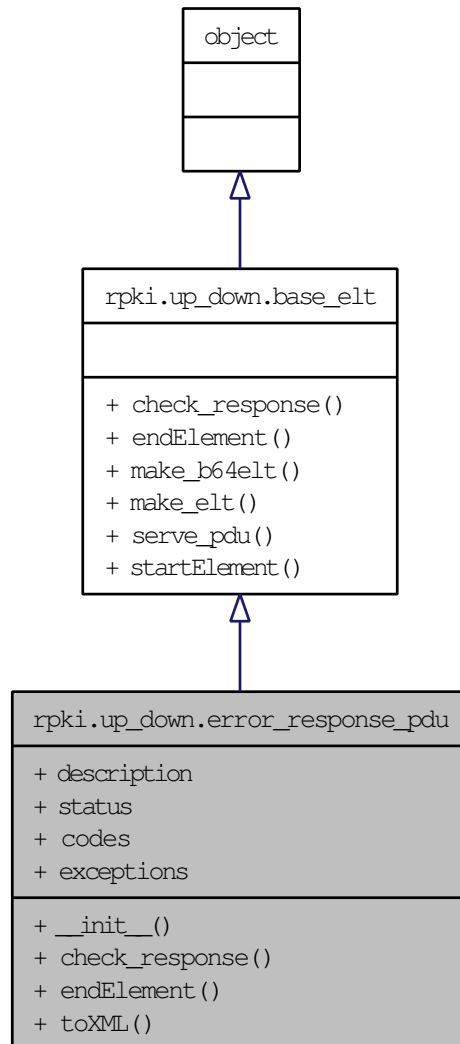 object
rpki.up_down.base_elt
+ check_response()
+ endElement()
+ make_b64elt()
+ make_elt()
+ serve_pdu()
+ startElement()
rpki.up_down.error_response_pdu
+ description
+ status
+ codes
+ exceptions
+ __init__()
+ check_response()
+ endElement()
+ toXML()